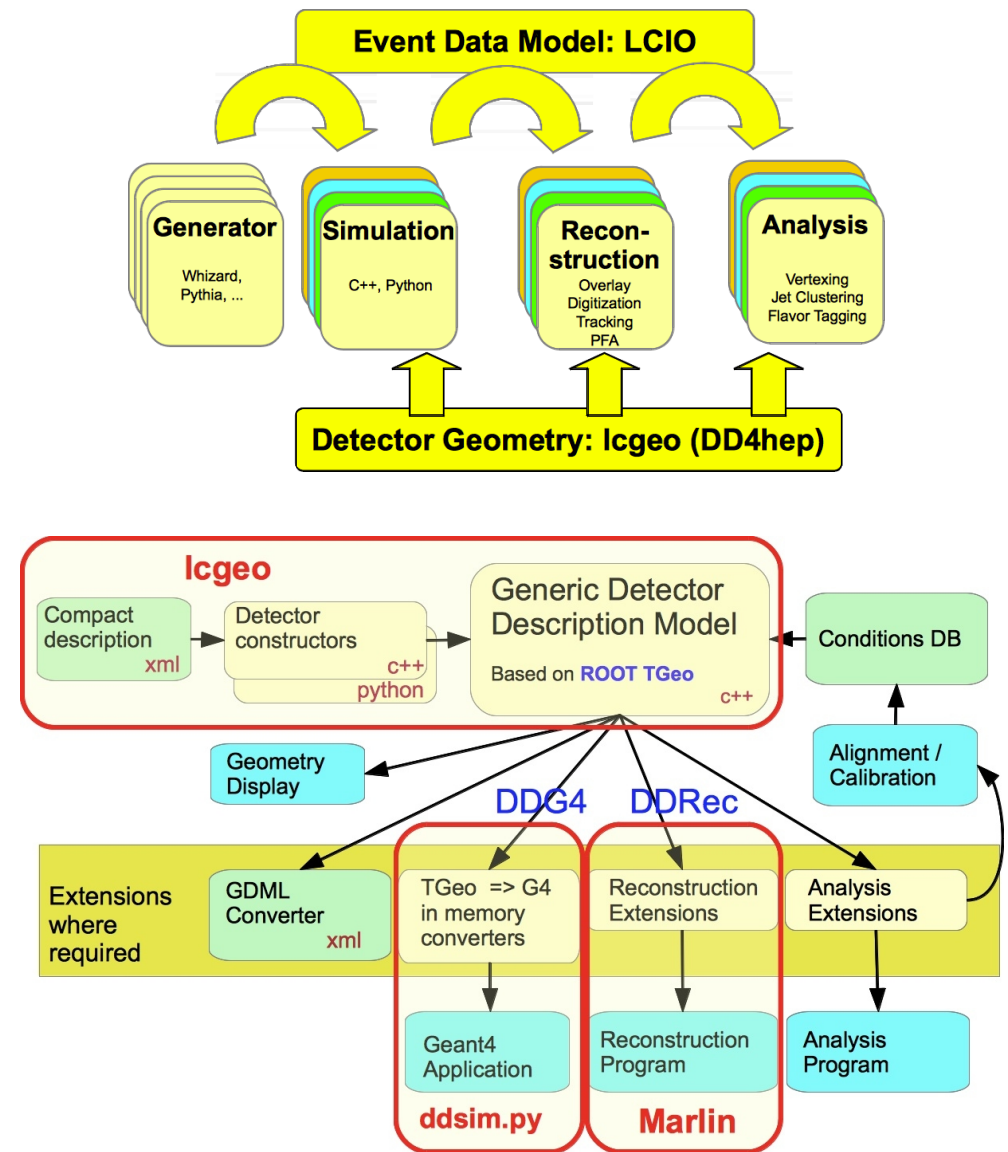 Event Data Model: LCIO
Generator
Whizard,
Pythia, ...
Simulation
C++, Python
Recon-
struction
Overlay
Digitization
Tracking
PFA
Analysis
Vertexing
Jet Clustering
Flavor Tagging
Detector Geometry: lcgeo (DD4hep)
lcgeo
Compact
description
xml
Detector
constructors
c++
python
Generic Detector
Description Model
Based on ROOT TGeo
c++
Conditions DB
Geometry
Display
Alignment /
Calibration
DDG4
DDRec
Extensions
where
required
GDML
Converter
xml
TGeo => G4
in memory
converters
Reconstruction
Extensions
Analysis
Extensions
Geant4
Application
Reconstruction
Program
Analysis
Program
ddsim.py
Marlin